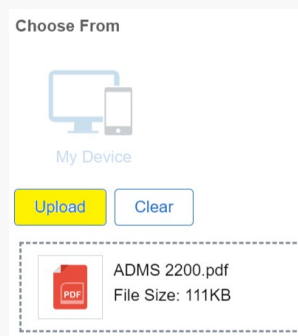 Choose From
My Device
Upload Clear
ADMS 2200.pdf
PDF File Size: 111KB